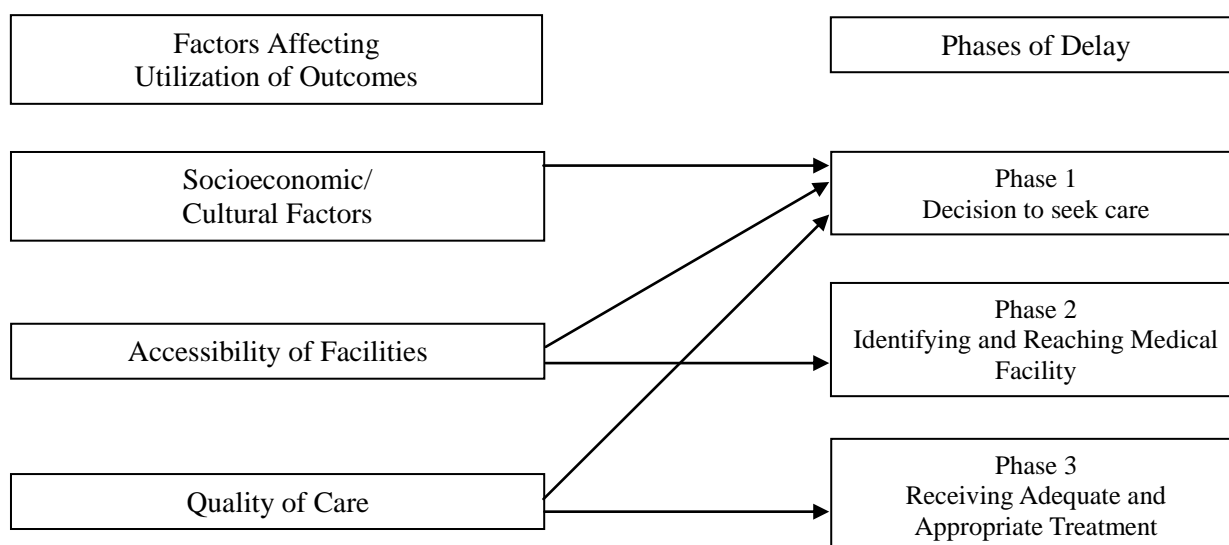 Factors Affecting
Utilization of Outcomes
Phases of Delay
Socioeconomic/
Cultural Factors
Phase 1
Decision to seek care
Accessibility of Facilities
Phase 2
Identifying and Reaching Medical
Facility
Quality of Care
Phase 3
Receiving Adequate and
Appropriate Treatment